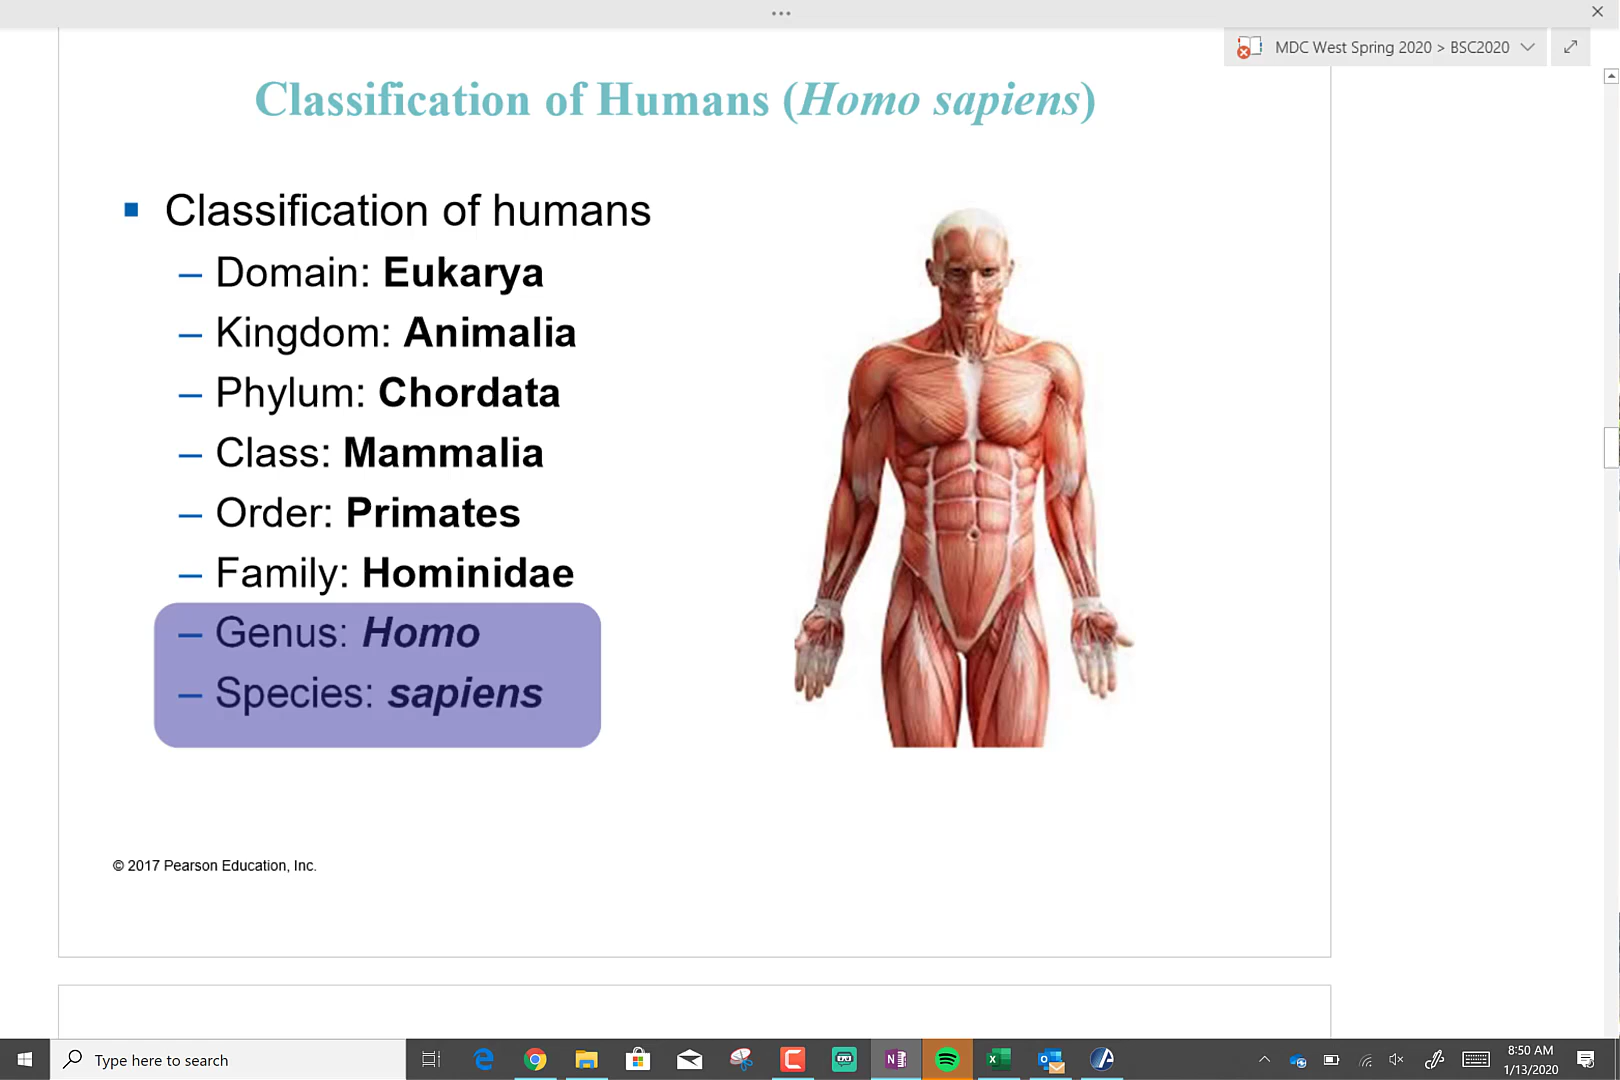 MDC West Spring 2020 > BSC2020
Classification of Humans (Homo sapiens)
Classification of humans
– Domain: Eukarya
– Kingdom: Animalia
– Phylum: Chordata
– Class: Mammalia
– Order: Primates
– Family: Hominidae
– Genus: Homo
– Species: sapiens
© 2017 Pearson Education, Inc.
Type here to search
8:50 AM
1/13/2020